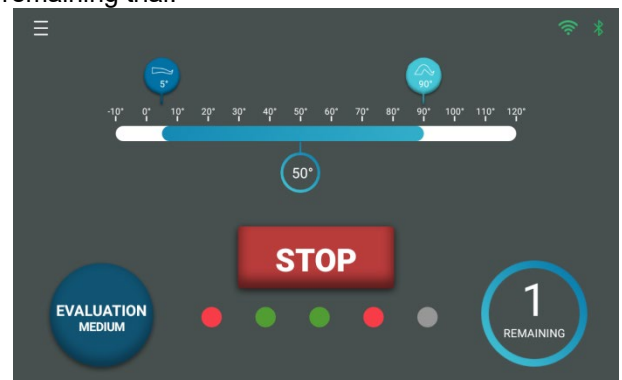 remaining trial.
5°
90°
-10° 0° 10° 20° 30° 40° 50° 60° 70° 80° 90° 100° 110° 120°
50°
STOP
EVALUATION
MEDIUM
1
REMAINING